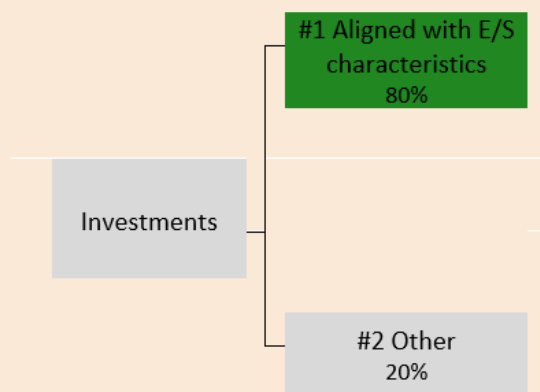 #1 Aligned with E/S
characteristics
80%
Investments
#2 Other
20%